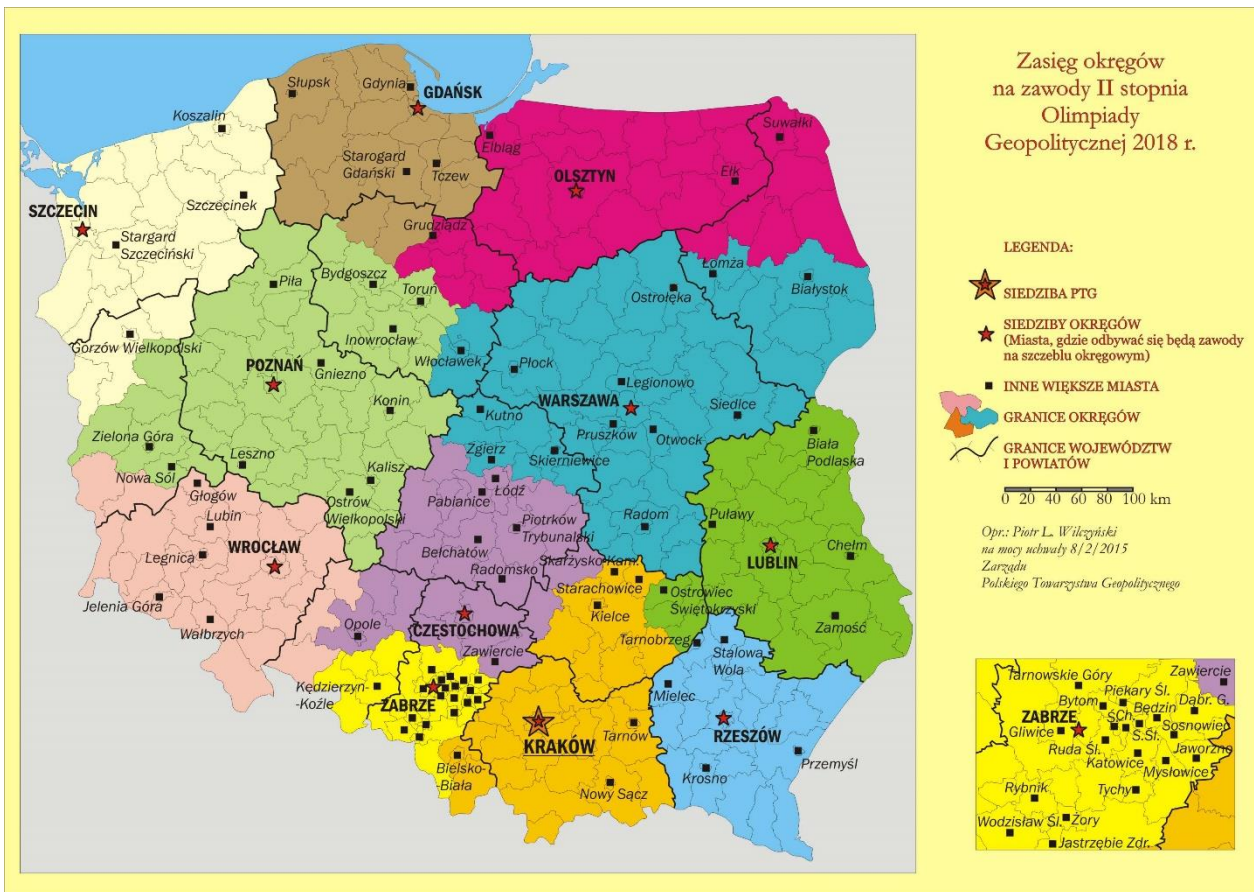 Zasięg okręgów
na zawody II stopnia
Olimpiady
Geopolitycznej 2018 r.
LEGENDA:
SIEDZIBA PTG
SIEDZIBY OKRĘGÓW
(Miasta, gdzie odbywać się będą zawody
na szczeblu okręgowym)
INNE WIĘKSZE MIASTA
GRANICE OKRĘGÓW
GRANICE WOJEWÓDZTW
I POWIATÓW
0 20 40 60 80 100 km
Opr.: Piotr L. Wilczyński
na mocy uchwały 8/2/2015
Zarządu
Polskiego Towarzystwa Geopolitycznego
Słupsk
Gdynia
GDAŃSK
Koszalin
Elbląg
Suwałki
Starogard
Gdański
Tczew
OLSZTYN
Ełk
Szczecinek
SZCZECIN
Stargard
Szczeciński
Grudziądz
Piła
Bydgoszcz
Toruń
Łomża
Ostrołęka
Białystok
Gorzów Wielkopolski
Inowrocław
Włocławek
Płock
POZNAŃ
Gniezno
Legionowo
Konin
WARSZAWA
Siedlce
Kutno
Pruszków
Otwock
Zielona Góra
Zgierz
Skierniewice
Biała
Podlaska
Nowa Sól
Leszno
Kalisz
Łódź
Głogów
Ostrów
Wielkopolski
Pabianice
Lubin
Piotrków
Trybunalski
Radom
Puławy
Legnica
WROCŁAW
Bełchatów
Skarżysko-Kam.
LUBLIN
Chełm
Radomsko
Starachowice
Jelenia Góra
Ostrowiec
Świętokrzyski
Wałbrzych
Opole
CZĘSTOCHOWA
Kielce
Zamość
Zawiercie
Tarnobrzeg
Stalowa
Wola
Kędzierzyn-
-Koźle
ZABRZE
Mielec
KRAKÓW
Tarnów
RZESZÓW
Bielsko-
Biała
Nowy Sącz
Krosno
Przemyśl
Tarnowskie Góry
Zawiercie
Bytom
Piekary Śl.
Dąbr. G.
ZABRZE
Będzin
Gliwice
Ś.Ch.
S.Śl.
Sosnowiec
Ruda Śl.
Katowice
Jaworzno
Mysłowice
Rybnik
Tychy
Wodzisław Śl.
Żory
Jastrzębie Zdr.